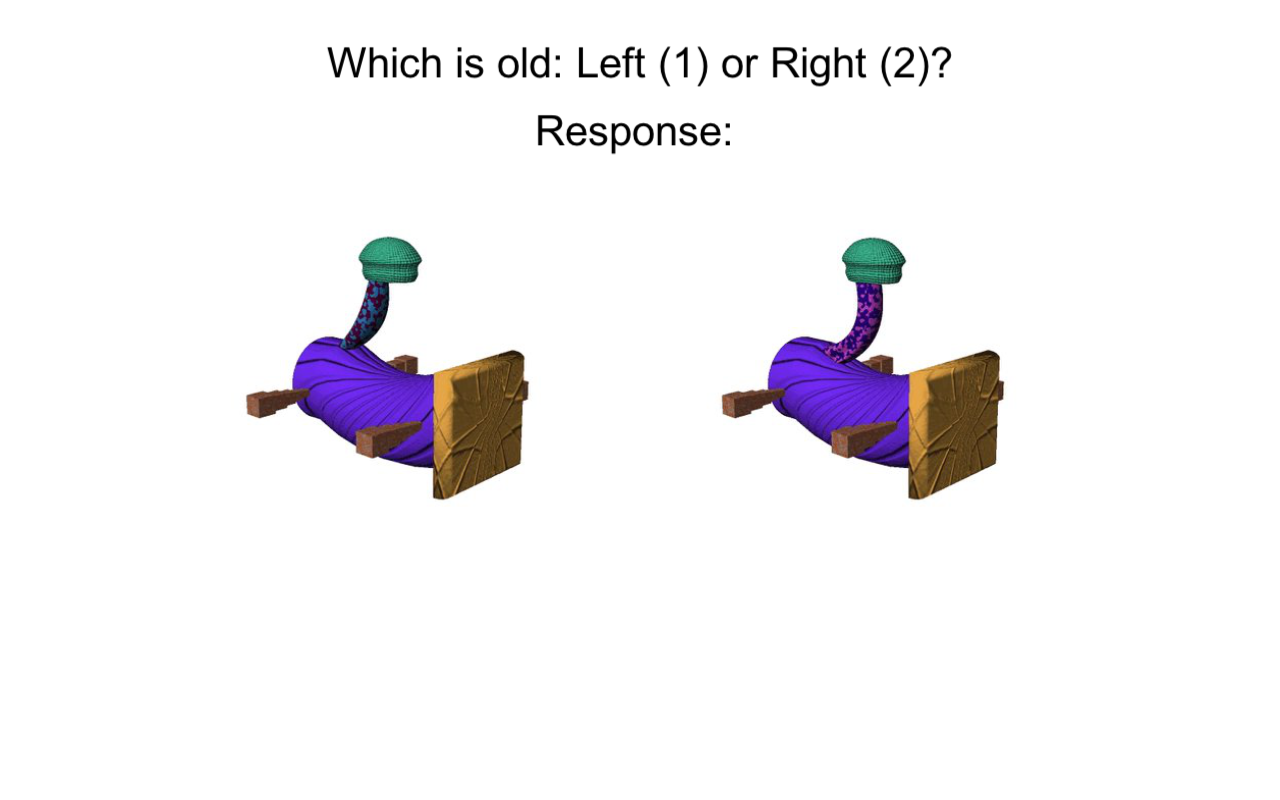 Which is old: Left (1) or Right (2)?
Response: